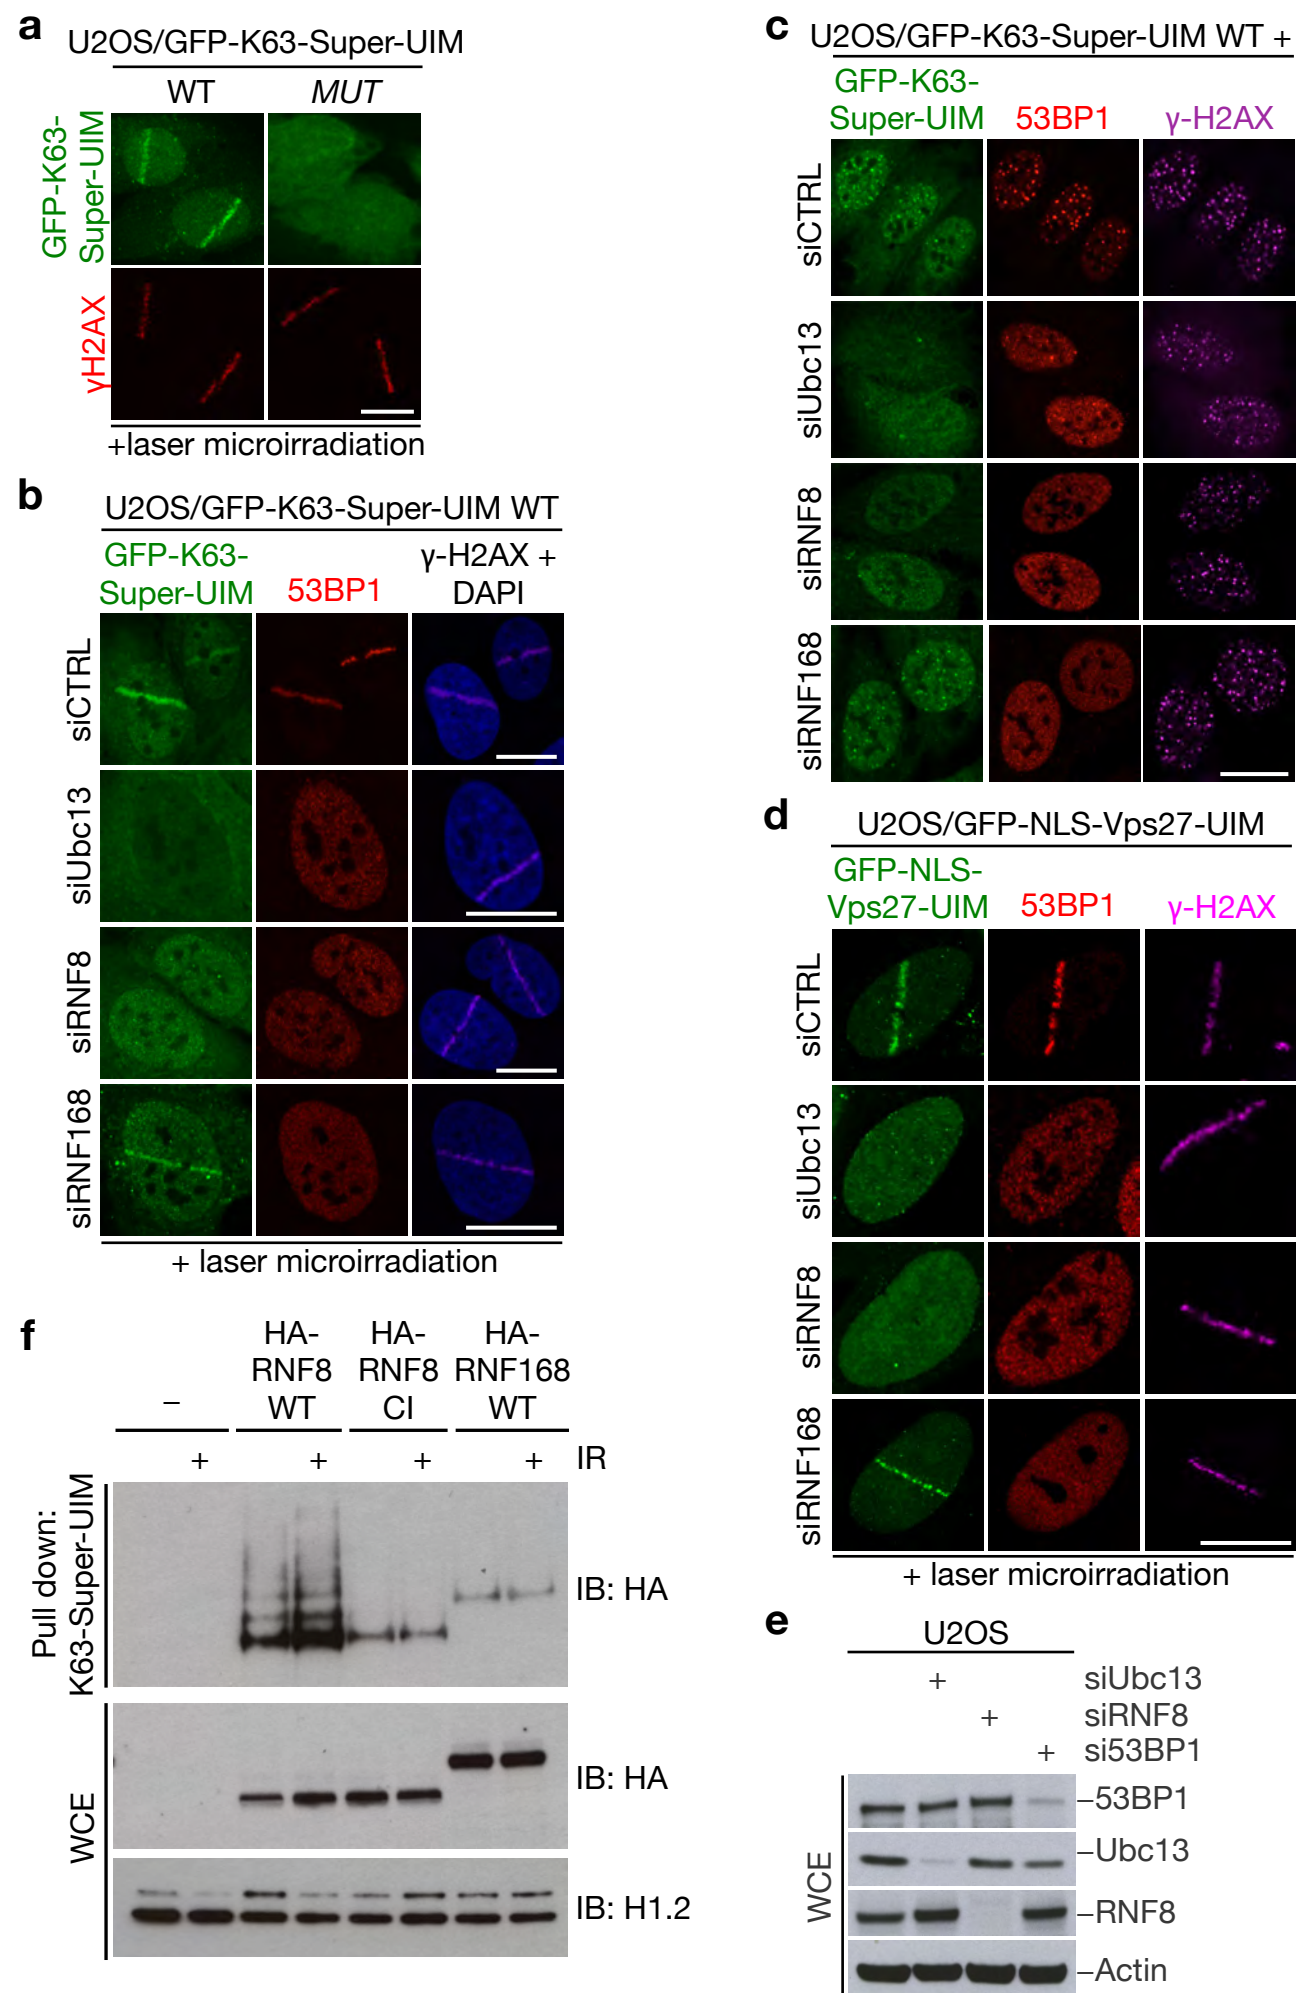 a
U2OS/GFP-K63-Super-UIM
WT MUT
GFP-K63-
Super-UIM
γH2AX
+laser microirradiation
b
U2OS/GFP-K63-Super-UIM WT
GFP-K63-
Super-UIM
53BP1
γ-H2AX +
DAPI
siCTRL
siUbc13
siRNF8
siRNF168
+ laser microirradiation
c
U2OS/GFP-K63-Super-UIM WT +
GFP-K63-
Super-UIM
53BP1
γ-H2AX
siCTRL
siUbc13
siRNF8
siRNF168
d
U2OS/GFP-NLS-Vps27-UIM
GFP-NLS-
Vps27-UIM
53BP1
γ-H2AX
siCTRL
siUbc13
siRNF8
siRNF168
+ laser microirradiation
e
U2OS
+ siUbc13
+ siRNF8
+ si53BP1
WCE
–53BP1
–Ubc13
–RNF8
–Actin
f
–
HA-
RNF8
WT
HA-
RNF8
CI
HA-
RNF168
WT
+ + + + IR
Pull down:
K63-Super-UIM
IB: HA
WCE
IB: HA
IB: H1.2